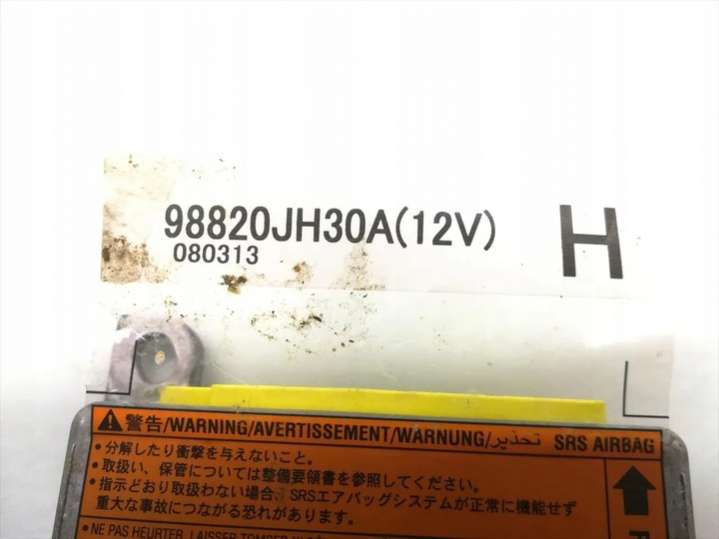 98820JH30A(12V)
080313
H
警告/WARNING/AVERTISSEMENT/WARNUNG/تحذير SRS AIRBAG
・分解したり衝撃を与えないこと。
・取扱い、保管については整備要領書を参照してください。
・指示どおり取扱わない場合、SRSエアバッグシステムが正常に機能せず
重大な事故につながる恐れがあります。
・NE PAS HEURTER, LAISSER TOMBER